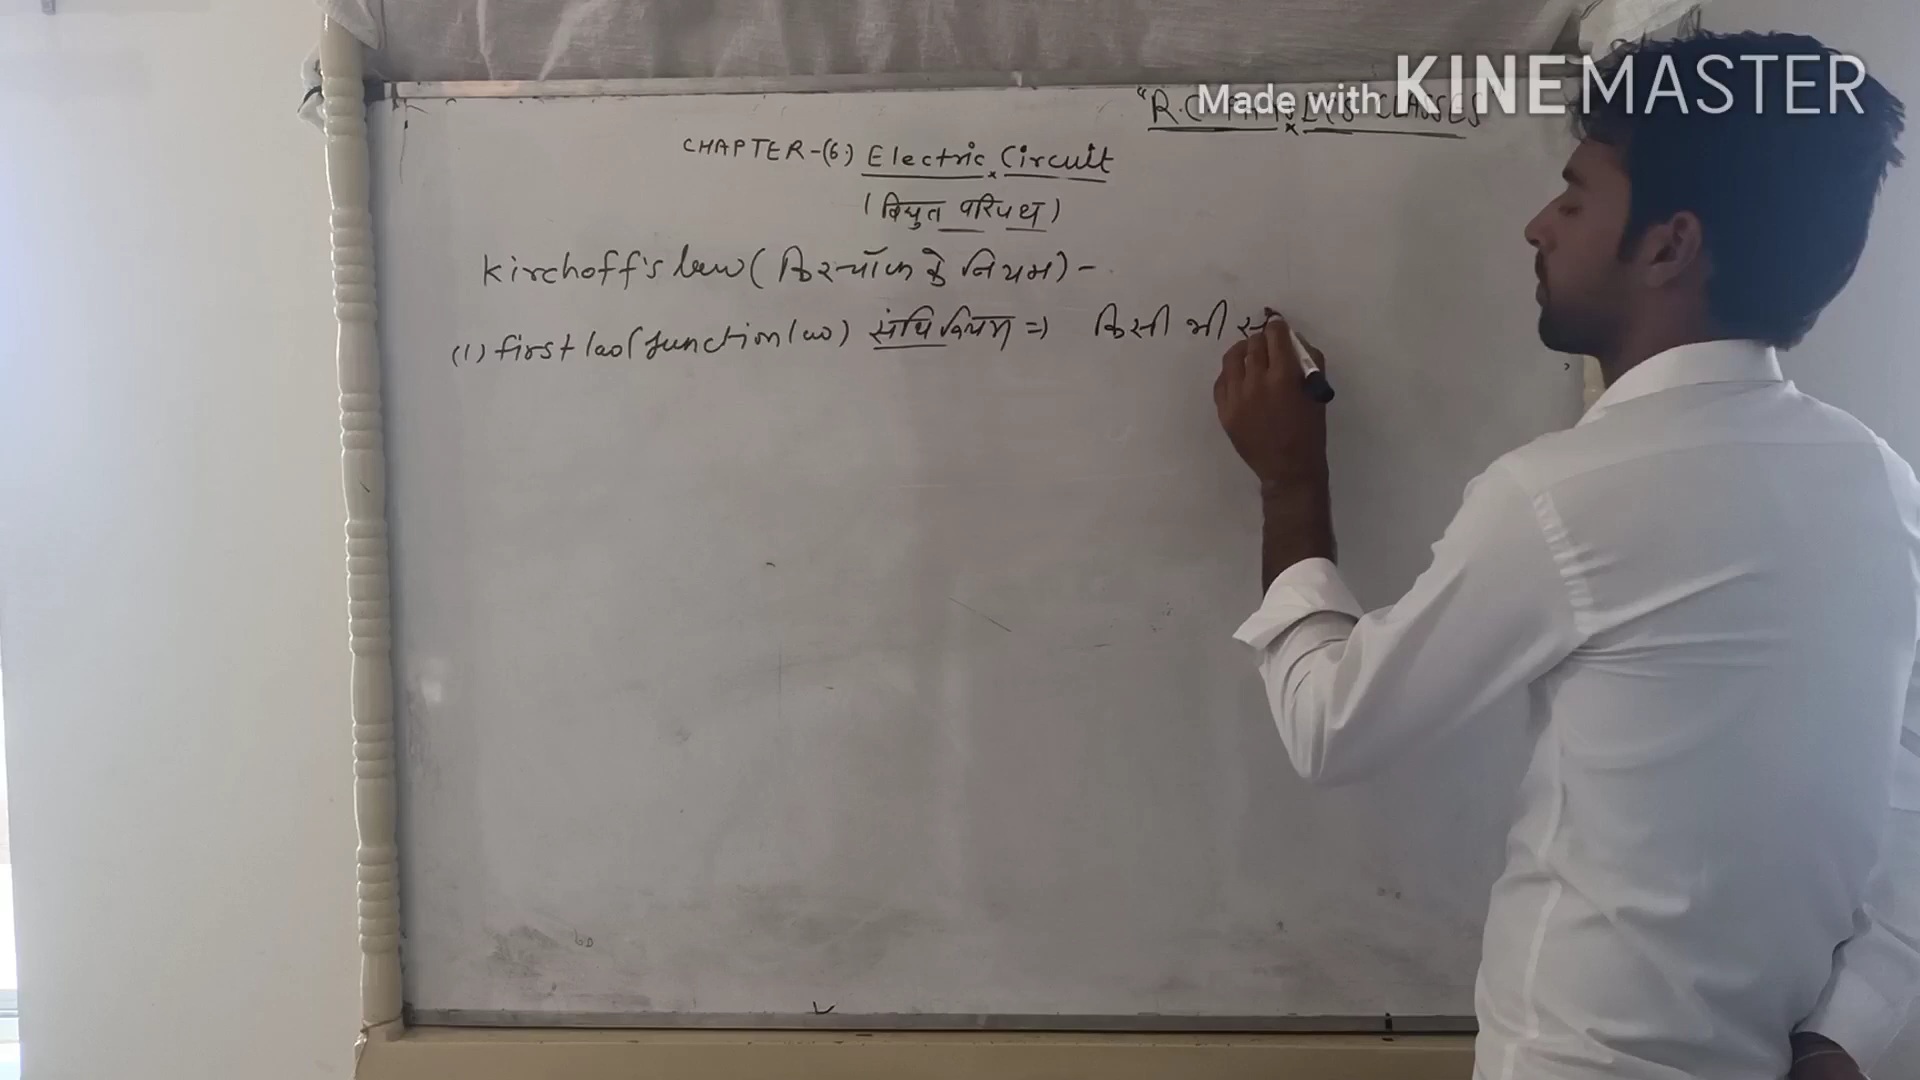 Made with KINEMASTER
CLASSES"
CHAPTER-(6.) Electric Circuit
(विद्युत परिपथ)
Kirchoff's law (किरचॉफ के नियम) -
(1) first law (Junction law) संधि नियम => किसी भी सं